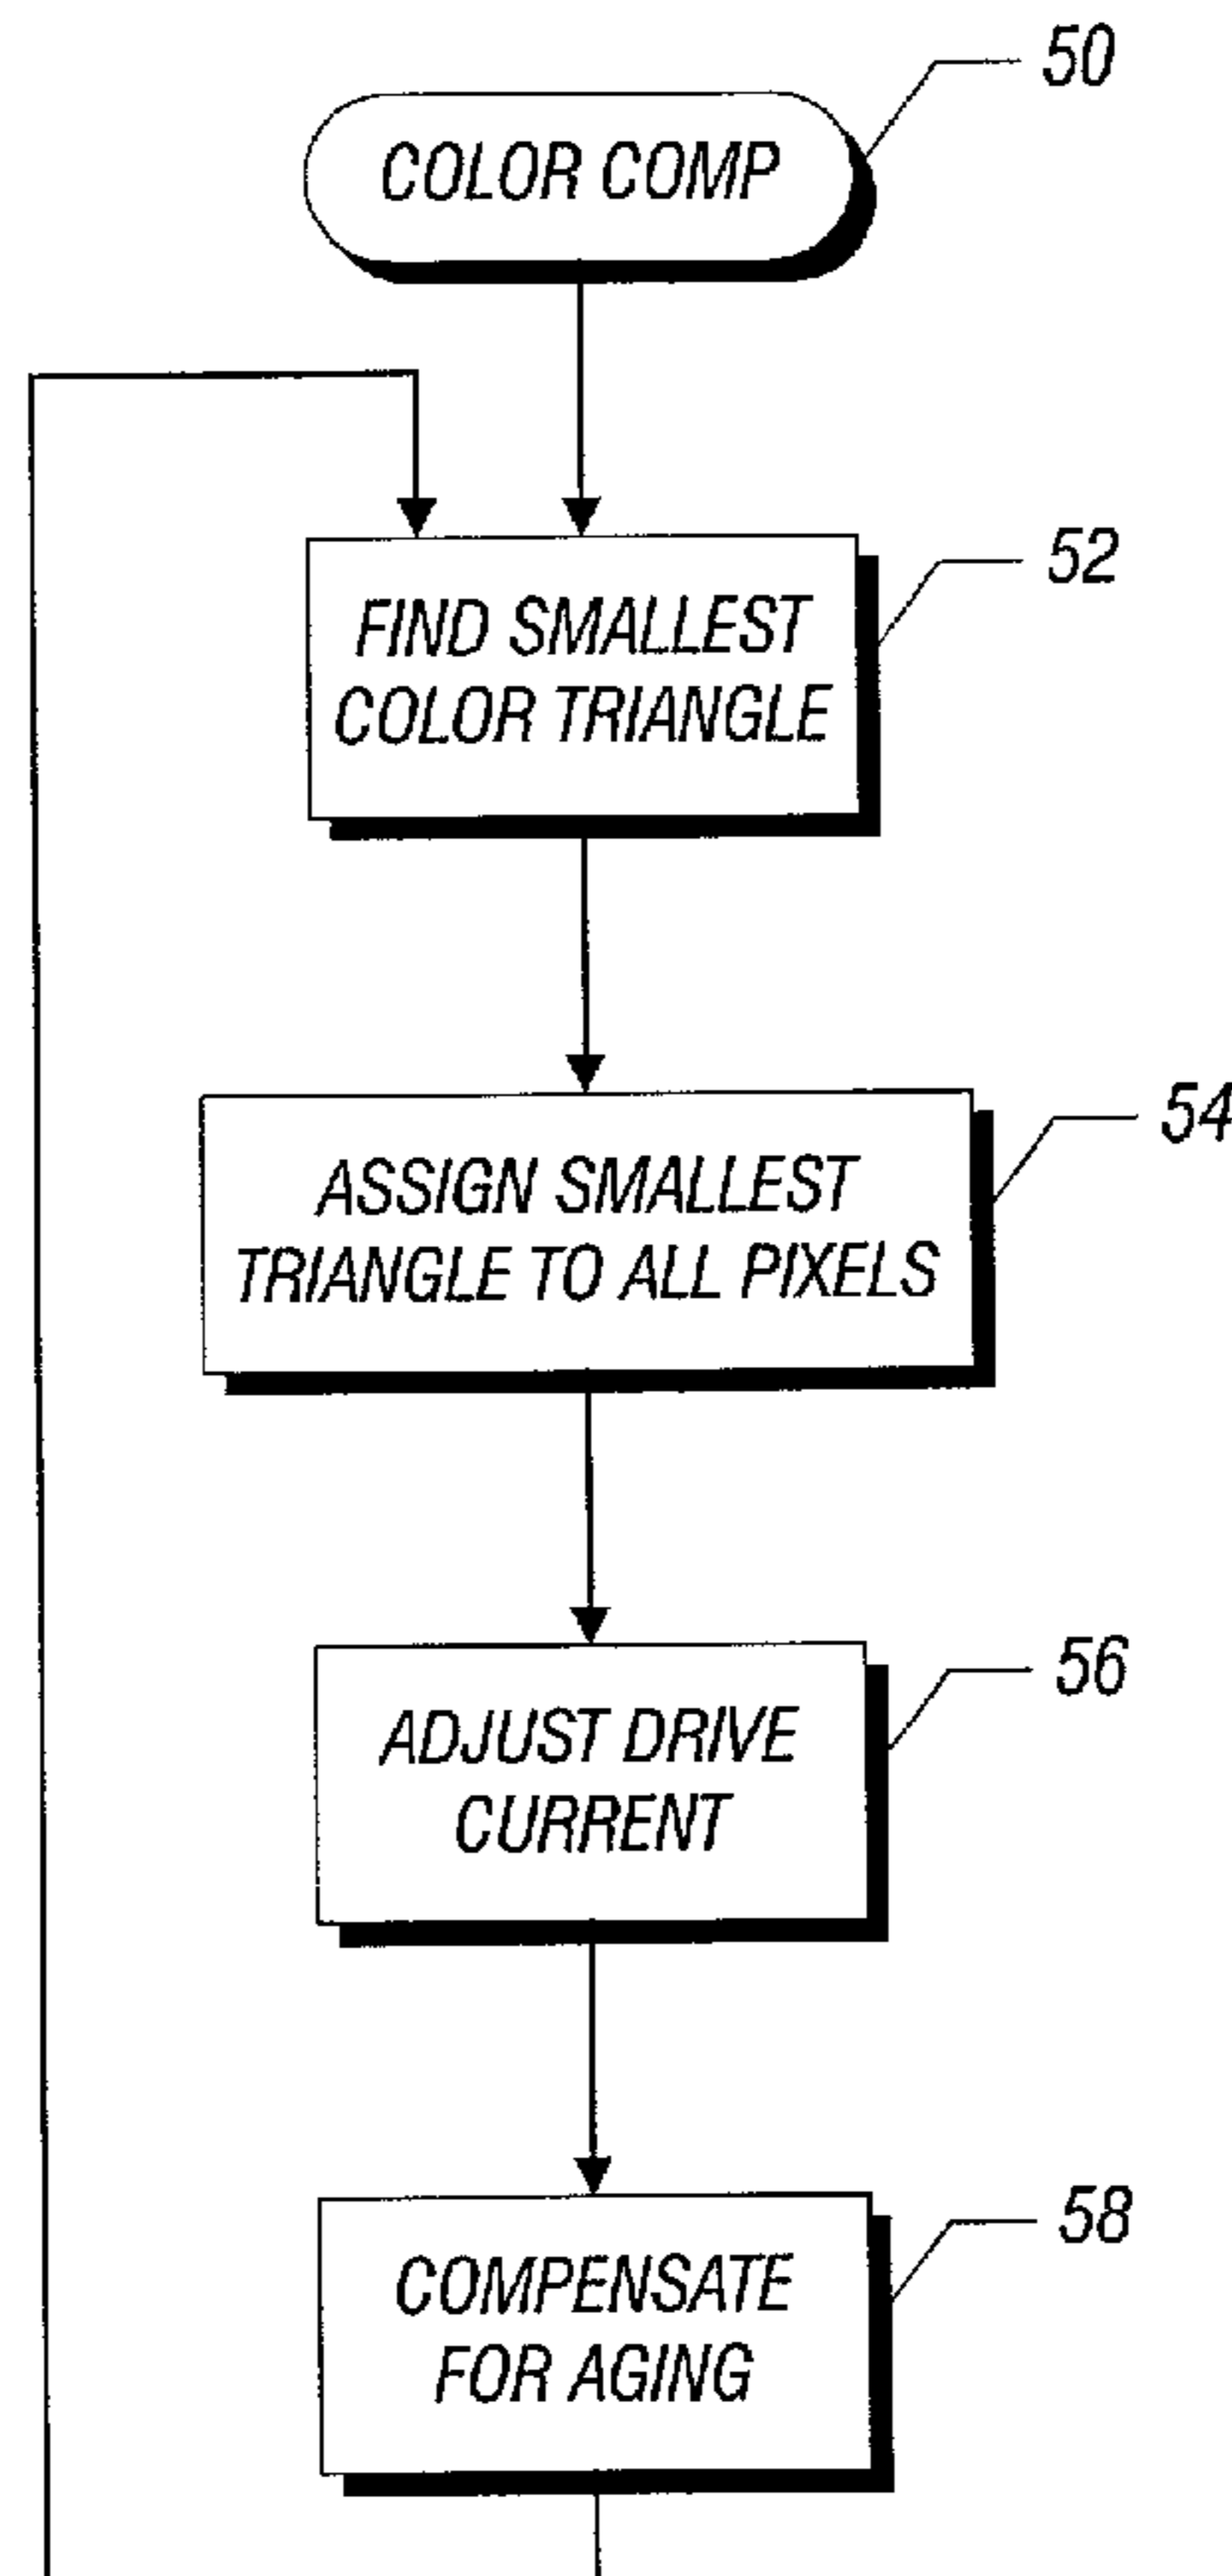 50
COLOR COMP
52
FIND SMALLEST
COLOR TRIANGLE
54
ASSIGN SMALLEST
TRIANGLE TO ALL PIXELS
56
ADJUST DRIVE
CURRENT
58
COMPENSATE
FOR AGING